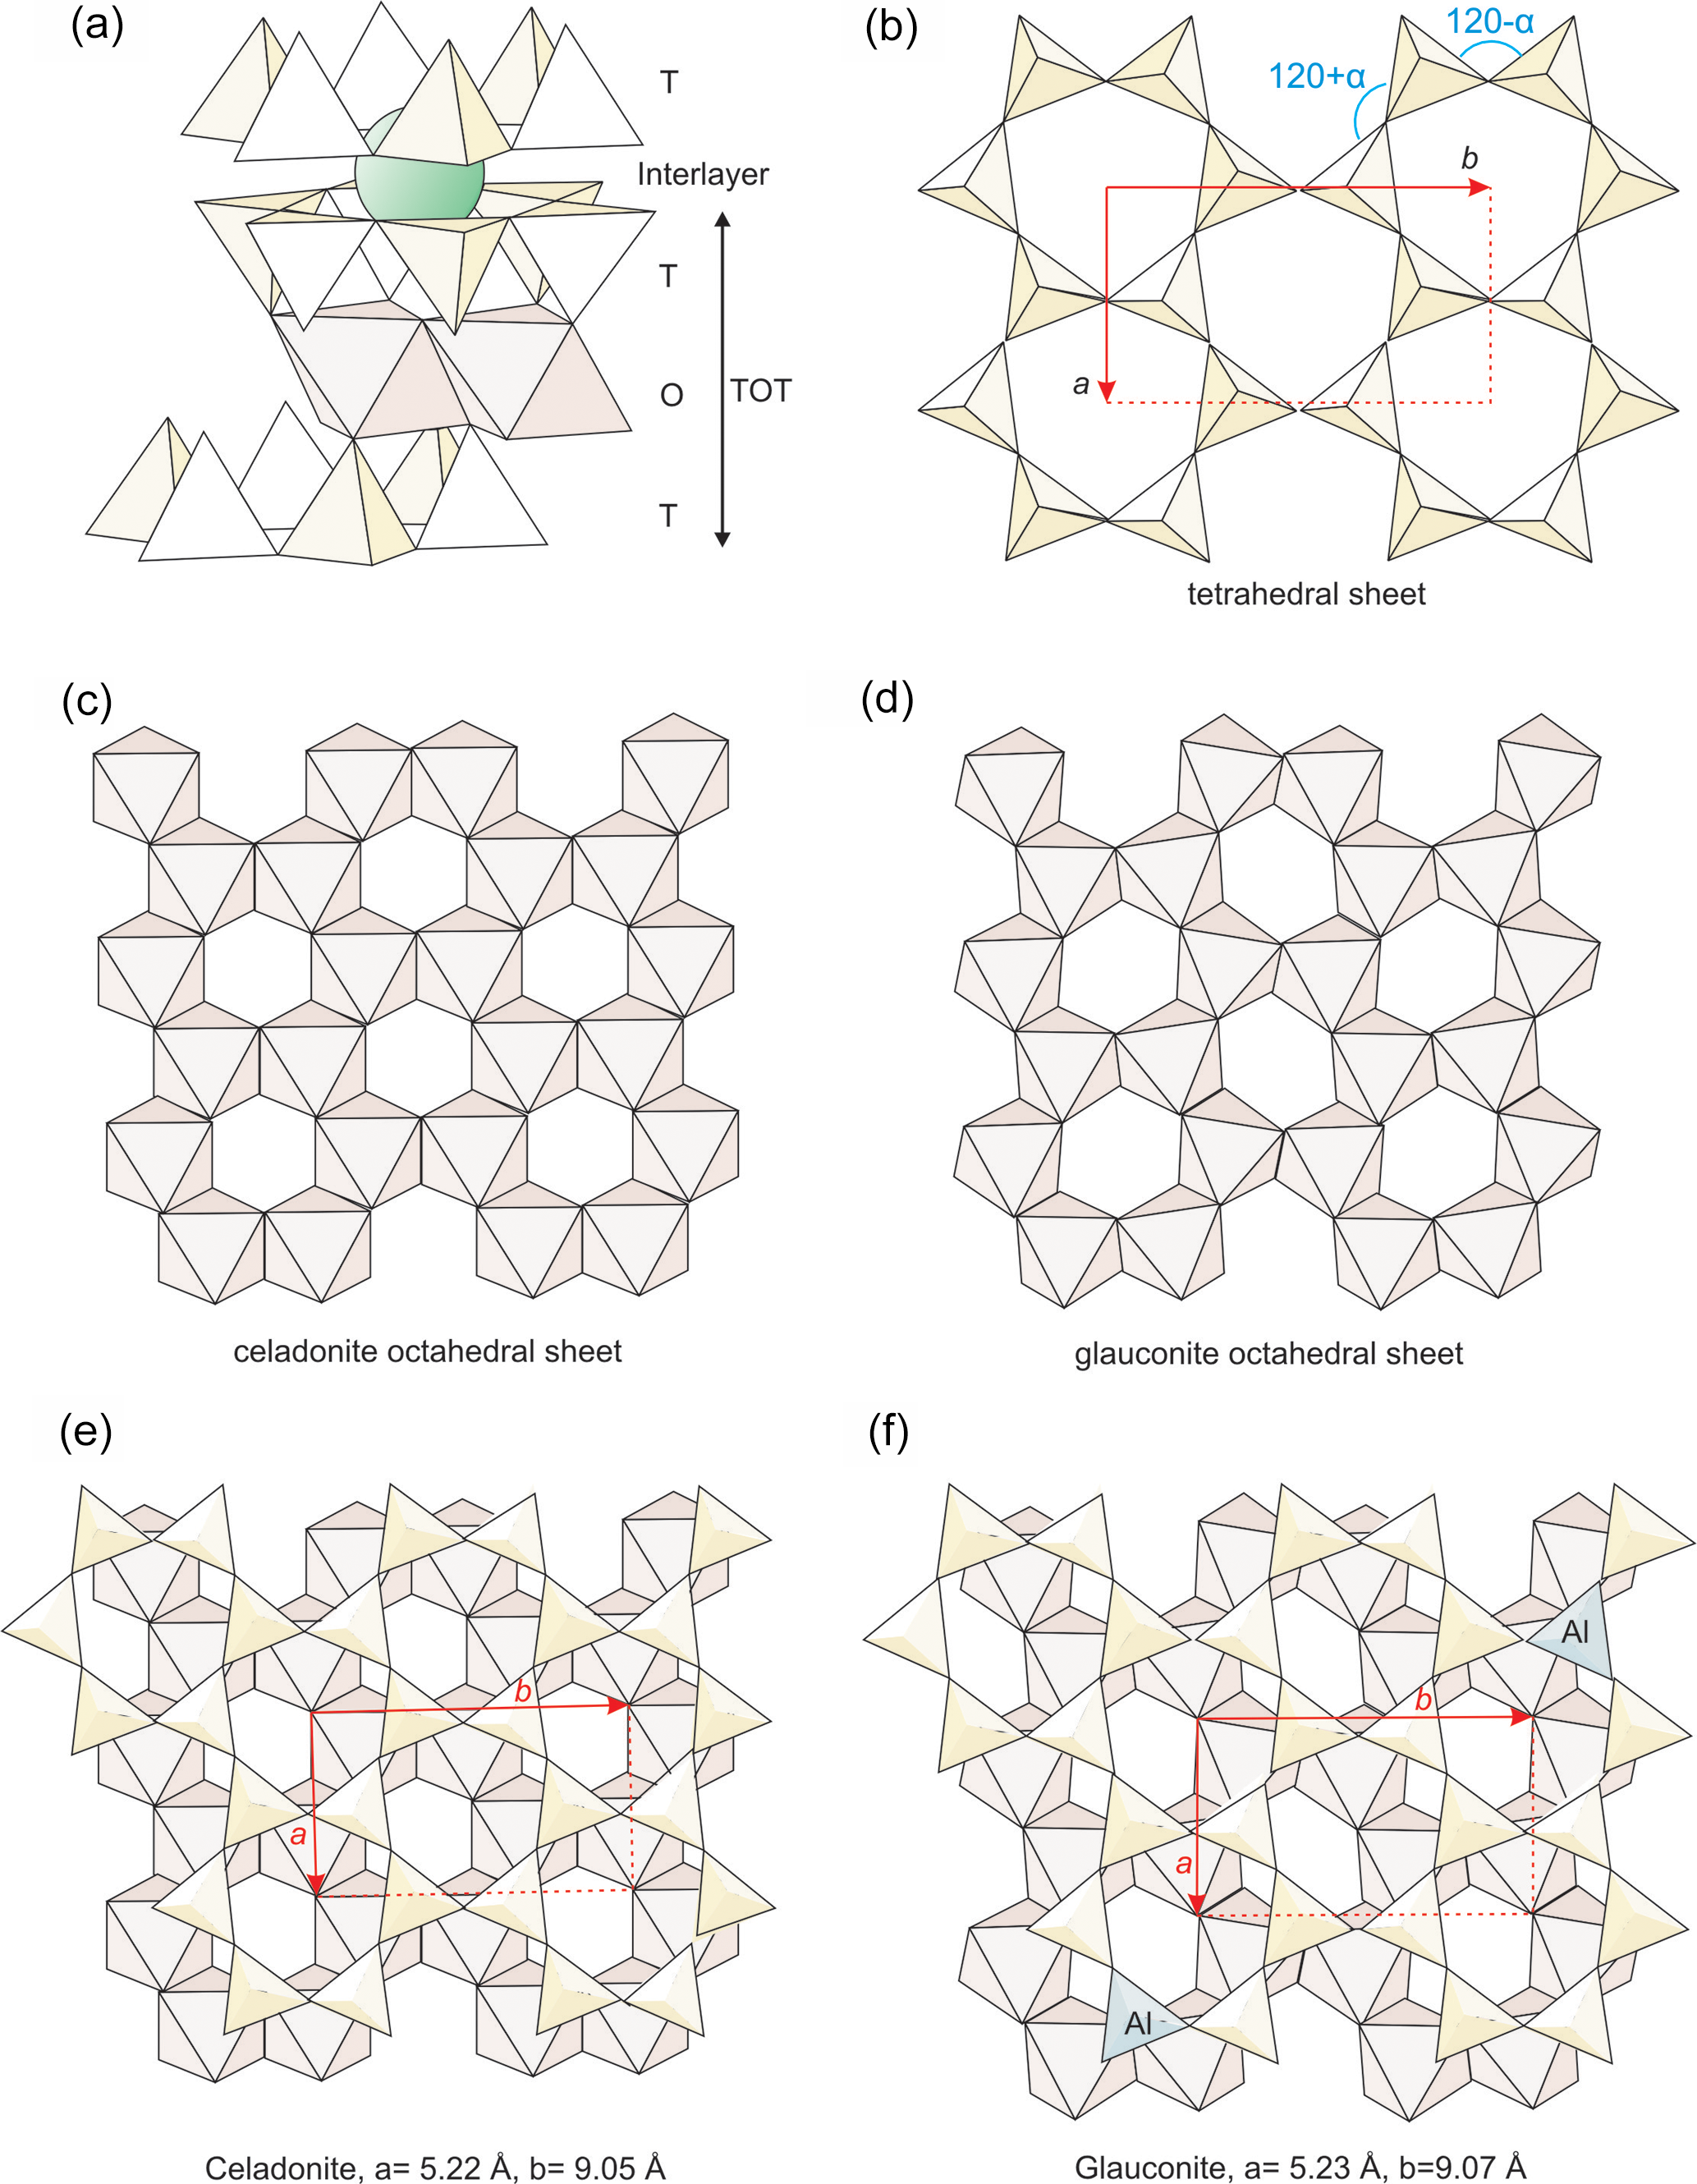 (a)
T
Interlayer
T
O
TOT
T
(b)
120-α
120+α
b
a
tetrahedral sheet
(c)
celadonite octahedral sheet
(d)
glauconite octahedral sheet
(e)
b
a
Celadonite, a= 5.22 Å, b= 9.05 Å
(f)
Al
b
a
Al
Glauconite, a= 5.23 Å, b=9.07 Å